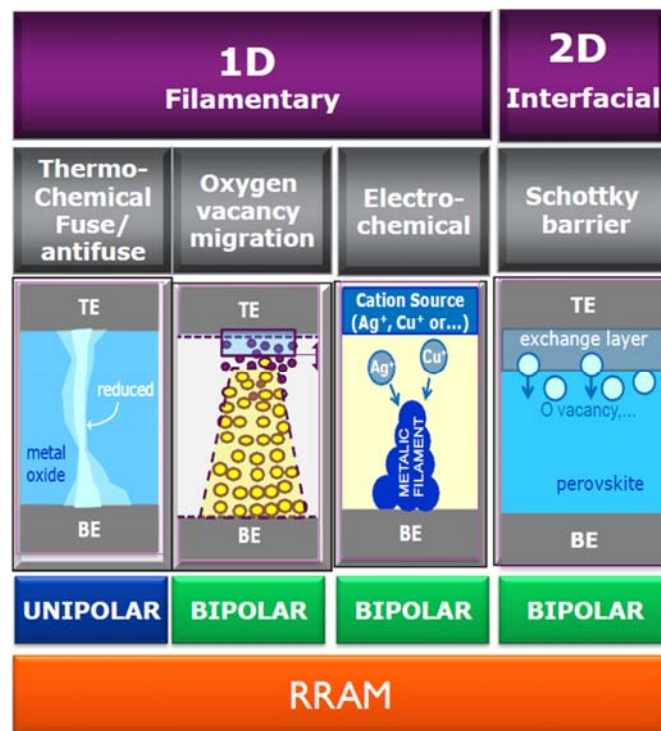 1D
Filamentary
2D
Interfacial
Thermo-
Chemical
Fuse/
antifuse
Oxygen
vacancy
migration
Electro-
chemical
Schottky
barrier
TE
reduced
metal
oxide
BE
TE
BE
Cation Source
(Ag⁺, Cu⁺ or...)
Ag⁺
Cu⁺
METALIC
FILAMENT
BE
TE
exchange layer
O vacancy,...
perovskite
BE
UNIPOLAR
BIPOLAR
BIPOLAR
BIPOLAR
RRAM